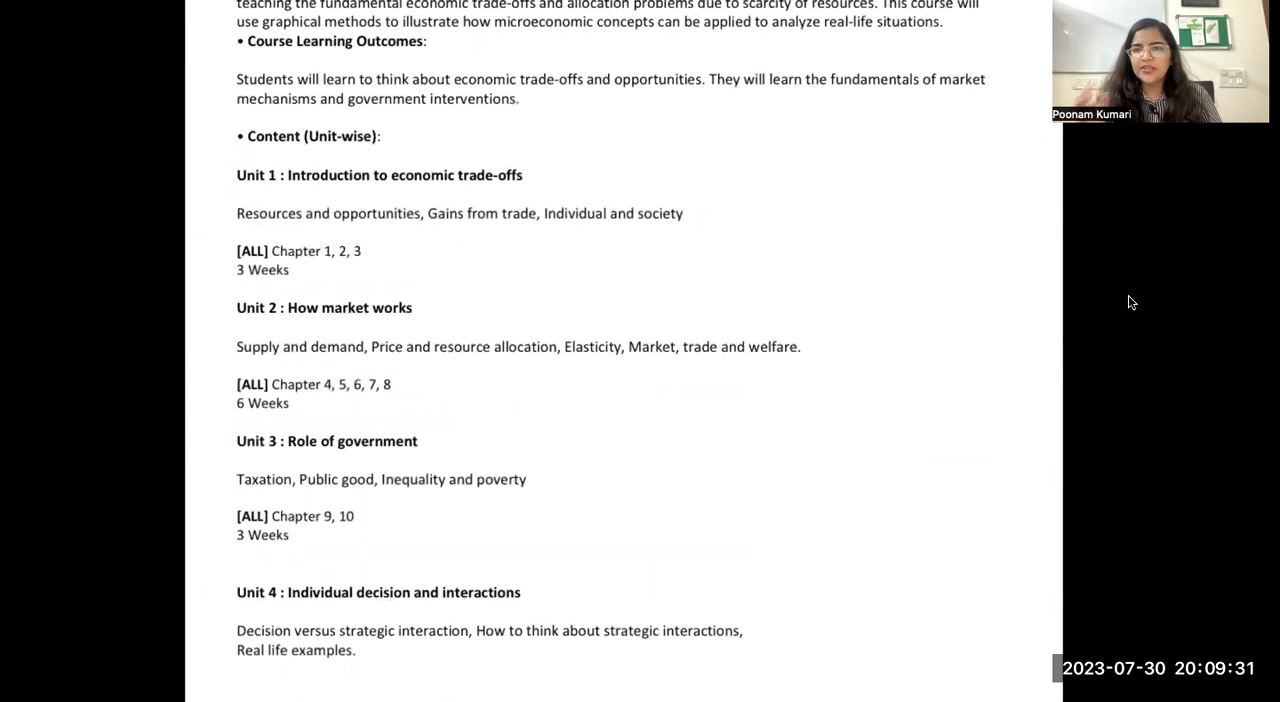 teaching the fundamental economic trade-offs and allocation problems due to scarcity of resources. This course will
use graphical methods to illustrate how microeconomic concepts can be applied to analyze real-life situations.
• Course Learning Outcomes:
Students will learn to think about economic trade-offs and opportunities. They will learn the fundamentals of market
mechanisms and government interventions.
• Content (Unit-wise):
Unit 1 : Introduction to economic trade-offs
Resources and opportunities, Gains from trade, Individual and society
[ALL] Chapter 1, 2, 3
3 Weeks
Unit 2 : How market works
Supply and demand, Price and resource allocation, Elasticity, Market, trade and welfare.
[ALL] Chapter 4, 5, 6, 7, 8
6 Weeks
Unit 3 : Role of government
Taxation, Public good, Inequality and poverty
[ALL] Chapter 9, 10
3 Weeks
Unit 4 : Individual decision and interactions
Decision versus strategic interaction, How to think about strategic interactions,
Real life examples.
Poonam Kumari
2023-07-30 20:09:31